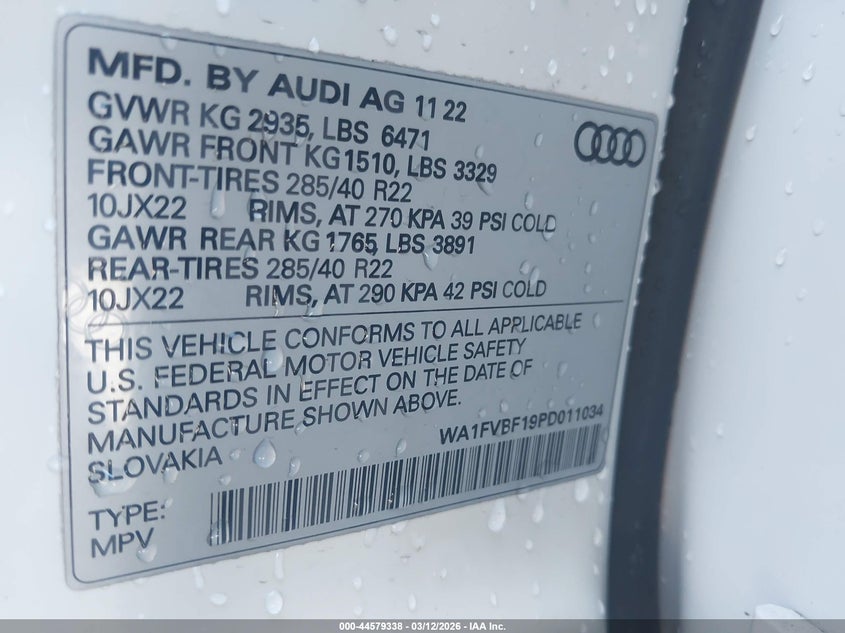 MFD. BY AUDI AG 11 22
GVWR KG 2935, LBS 6471
GAWR FRONT KG1510, LBS 3329
FRONT-TIRES 285/40 R22
10JX22 RIMS, AT 270 KPA 39 PSI COLD
GAWR REAR KG 1765, LBS 3891
REAR-TIRES 285/40 R22
10JX22 RIMS, AT 290 KPA 42 PSI COLD
THIS VEHICLE CONFORMS TO ALL APPLICABLE
U.S. FEDERAL MOTOR VEHICLE SAFETY
STANDARDS IN EFFECT ON THE DATE OF
MANUFACTURE SHOWN ABOVE.
SLOVAKIA
WA1FVBF19PD011034
TYPE:
MPV
000-44579338 - 03/12/2026 - IAA Inc.